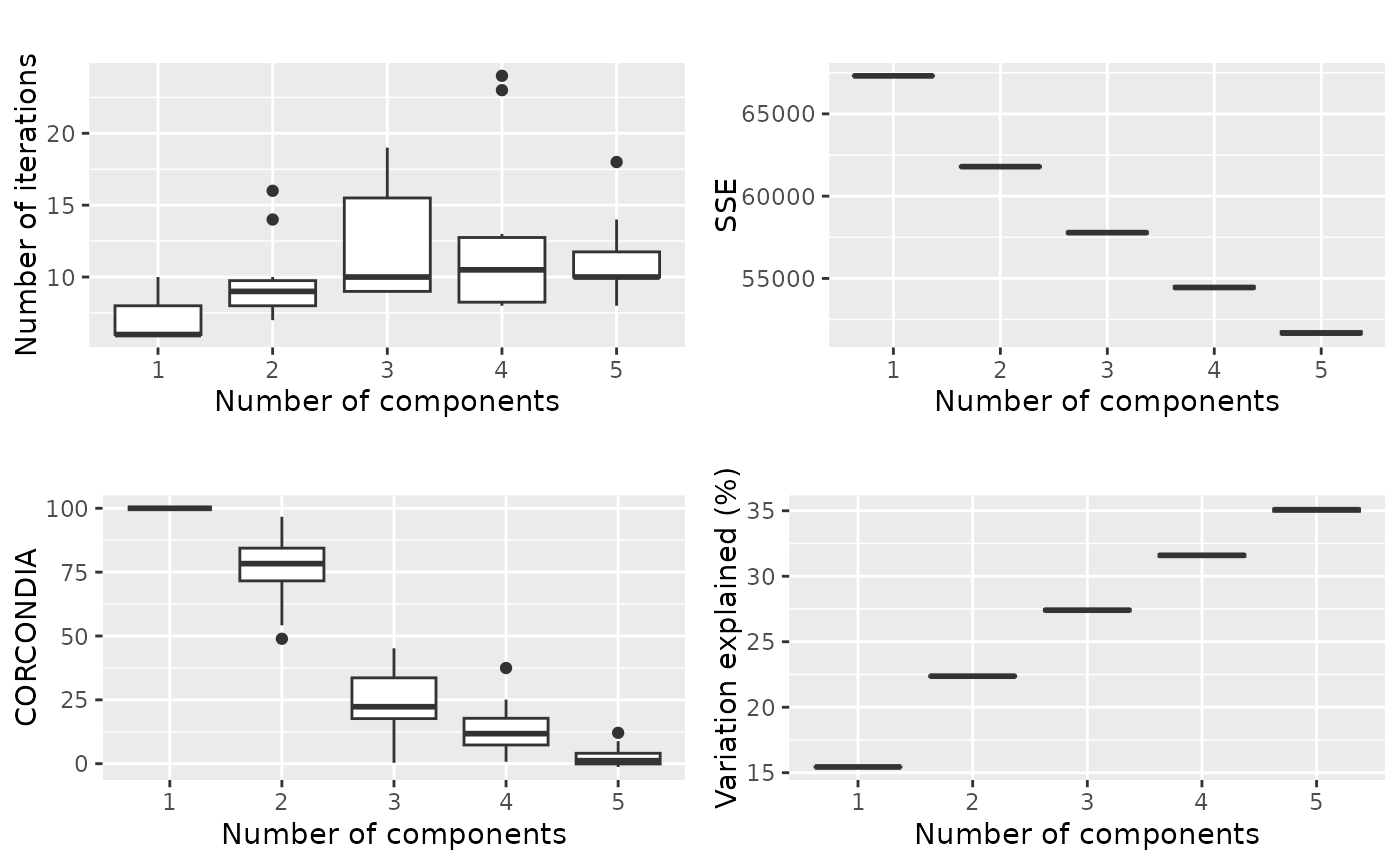 Number of iterations
20
15
10
1 2 3 4 5
Number of components
SSE
65000
60000
55000
1 2 3 4 5
Number of components
CORCONDIA
100
75
50
25
0
1 2 3 4 5
Number of components
Variation explained (%)
35
30
25
20
15
1 2 3 4 5
Number of components